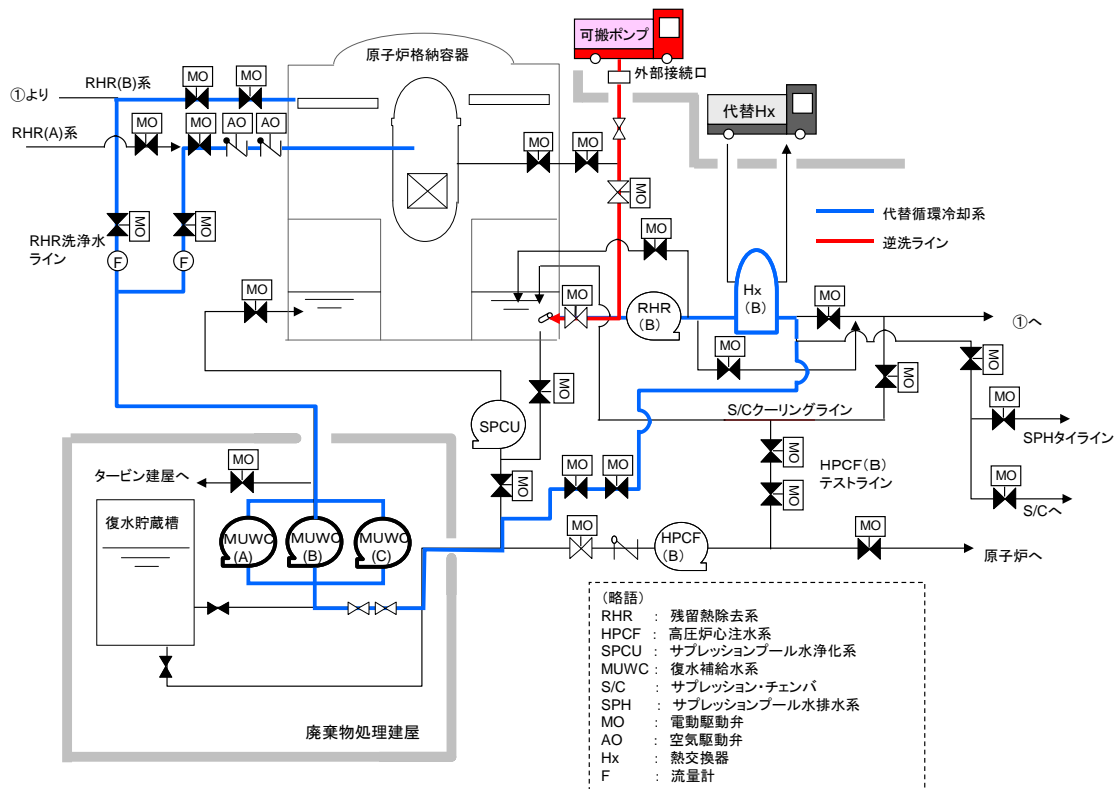 可搬ポンプ
外部接続口
原子炉格納容器
代替Hx
①より
RHR(B)系
MO
MO
RHR(A)系
MO
MO
AO
AO
MO
MO
MO
代替循環冷却系
逆洗ライン
RHR洗浄水
ライン
MO
MO
F
F
MO
MO
MO
RHR
(B)
Hx
(B)
MO
①へ
MO
MO
MO
MO
SPCU
S/Cクーリングライン
MO
SPHタイライン
タービン建屋へ
MO
MO
MO
MO
MO
HPCF(B)
テストライン
MO
MO
S/Cへ
復水貯蔵槽
MUWC
(A)
MUWC
(B)
MUWC
(C)
MO
HPCF
(B)
MO
原子炉へ
廃棄物処理建屋
(略語)
RHR : 残留熱除去系
HPCF : 高圧炉心注水系
SPCU : サプレッションプール水浄化系
MUWC : 復水補給水系
S/C : サプレッション・チェンバ
SPH : サプレッションプール水排水系
MO : 電動駆動弁
AO : 空気駆動弁
Hx : 熱交換器
F : 流量計